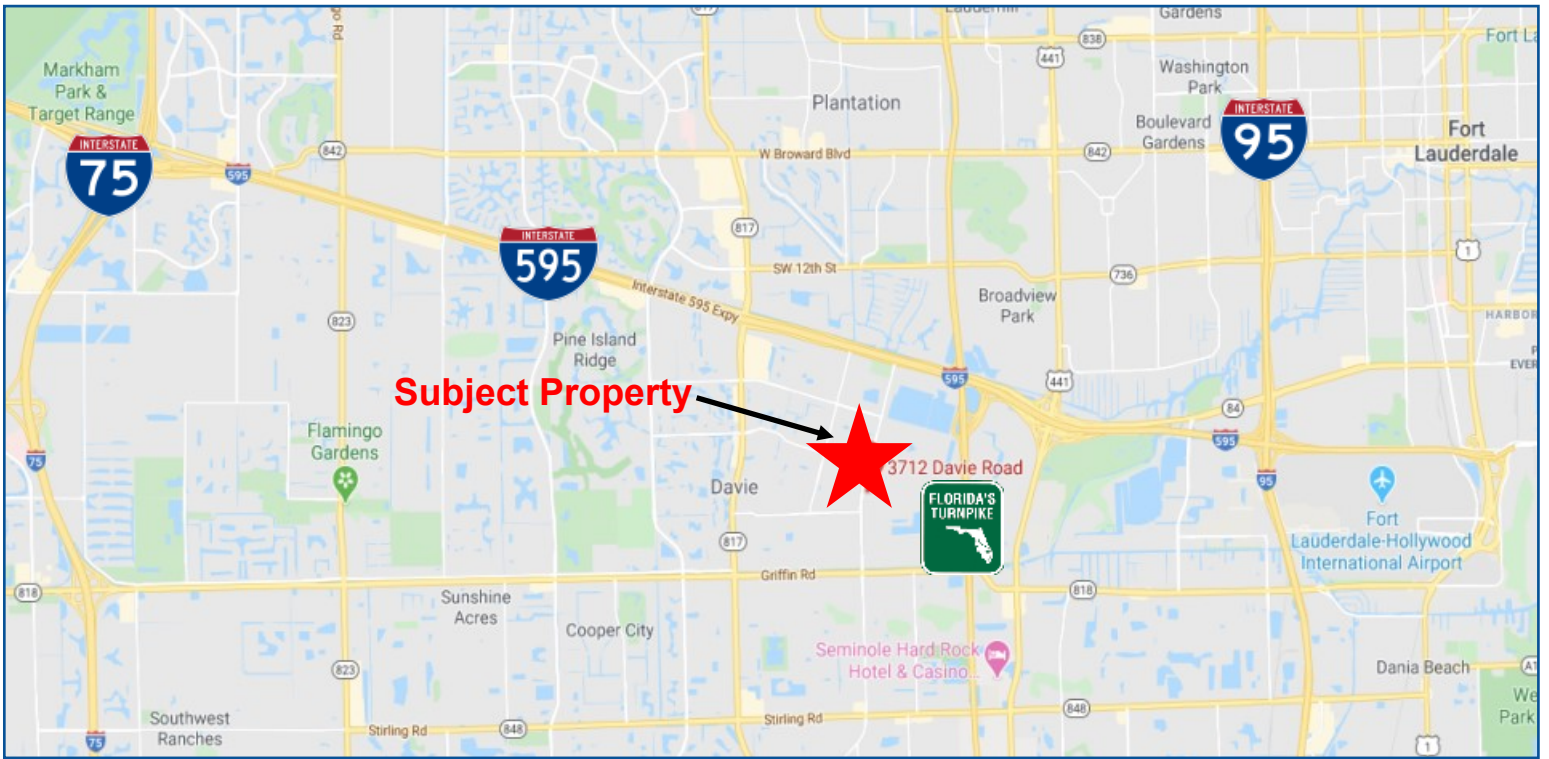 Gardens
838
441
Washington
Park
Markham
Park &
Target Range
Plantation
INTERSTATE
95
Boulevard
Gardens
Fort
Lauderdale
INTERSTATE
75
842
W Broward Blvd
842
595
817
INTERSTATE
595
1
SW 12th St
736
Interstate 595 Expy
Broadview
Park
823
Pine Island
Ridge
595
441
Subject Property
84
Flamingo
Gardens
595
75
3712 Davie Road
95
Davie
FLORIDA'S
TURNPIKE
Fort
Lauderdale-Hollywood
International Airport
817
Griffin Rd
818
818
Sunshine
Acres
Cooper City
Seminole Hard Rock
Hotel & Casino...
823
Dania Beach
A1
We
Park
Southwest
Ranches
848
Stirling Rd
848
Stirling Rd
75
1